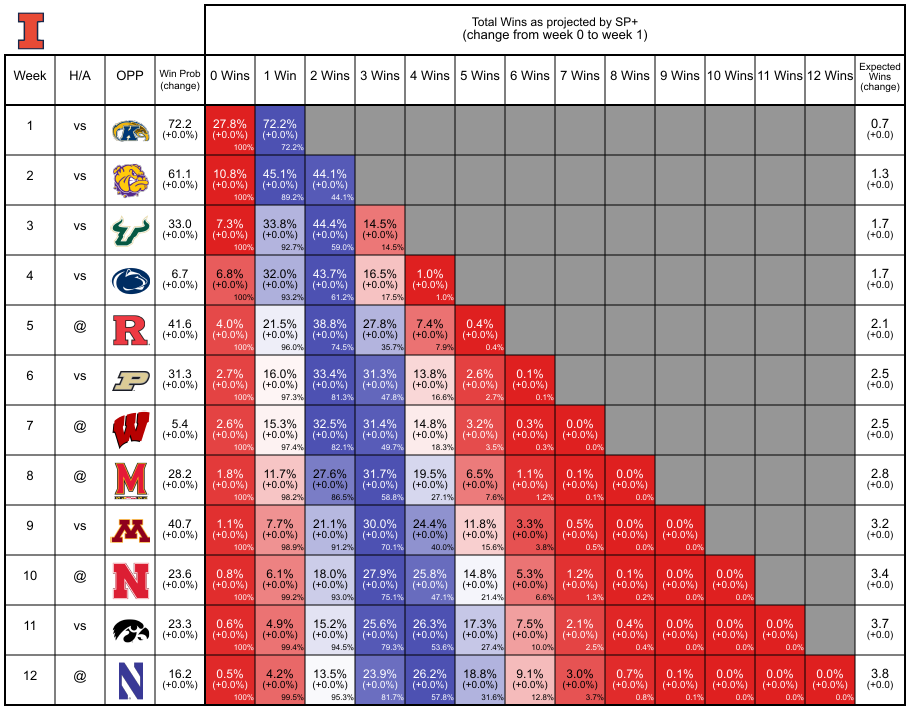 I
Total Wins as projected by SP+
(change from week 0 to week 1)
Week H/A OPP Win Prob (change) 0 Wins 1 Win 2 Wins 3 Wins 4 Wins 5 Wins 6 Wins 7 Wins 8 Wins 9 Wins 10 Wins 11 Wins 12 Wins Expected Wins (change)
1 vs K 72.2 27.8% 72.2% 0.7
(+0.0%) (+0.0%) (+0.0%) (+0.0)
100% 72.2%
2 vs 61.1 10.8% 45.1% 44.1% 1.3
(+0.0%) (+0.0%) (+0.0%) (+0.0%) (+0.0)
100% 89.2% 44.1%
3 vs 33.0 7.3% 33.8% 44.4% 14.5% 1.7
(+0.0%) (+0.0%) (+0.0%) (+0.0%) (+0.0%) (+0.0)
100% 92.7% 59.0% 14.5%
4 vs 6.7 6.8% 32.0% 43.7% 16.5% 1.0% 1.7
(+0.0%) (+0.0%) (+0.0%) (+0.0%) (+0.0%) (+0.0%) (+0.0)
100% 93.2% 61.2% 17.5% 1.0%
5 @ R 41.6 4.0% 21.5% 38.8% 27.8% 7.4% 0.4% 2.1
(+0.0%) (+0.0%) (+0.0%) (+0.0%) (+0.0%) (+0.0%) (+0.0%) (+0.0)
100% 96.0% 74.5% 35.7% 7.9% 0.4%
6 vs P 31.3 2.7% 16.0% 33.4% 31.3% 13.8% 2.6% 0.1% 2.5
(+0.0%) (+0.0%) (+0.0%) (+0.0%) (+0.0%) (+0.0%) (+0.0%) (+0.0%) (+0.0)
100% 97.3% 81.3% 47.8% 16.6% 2.7% 0.1%
7 @ W 5.4 2.6% 15.3% 32.5% 31.4% 14.8% 3.2% 0.3% 0.0% 2.5
(+0.0%) (+0.0%) (+0.0%) (+0.0%) (+0.0%) (+0.0%) (+0.0%) (+0.0%) (+0.0%) (+0.0)
100% 97.4% 82.1% 49.7% 18.3% 3.5% 0.3% 0.0%
8 @ M 28.2 1.8% 11.7% 27.6% 31.7% 19.5% 6.5% 1.1% 0.1% 0.0% 2.8
(+0.0%) (+0.0%) (+0.0%) (+0.0%) (+0.0%) (+0.0%) (+0.0%) (+0.0%) (+0.0%) (+0.0%) (+0.0)
100% 98.2% 86.5% 58.8% 27.1% 7.6% 1.2% 0.1% 0.0%
9 vs M 40.7 1.1% 7.7% 21.1% 30.0% 24.4% 11.8% 3.3% 0.5% 0.0% 0.0% 3.2
(+0.0%) (+0.0%) (+0.0%) (+0.0%) (+0.0%) (+0.0%) (+0.0%) (+0.0%) (+0.0%) (+0.0%) (+0.0%) (+0.0)
100% 98.9% 91.2% 70.1% 40.0% 15.6% 3.8% 0.5% 0.0% 0.0%
10 @ N 23.6 0.8% 6.1% 18.0% 27.9% 25.8% 14.8% 5.3% 1.2% 0.1% 0.0% 0.0% 3.4
(+0.0%) (+0.0%) (+0.0%) (+0.0%) (+0.0%) (+0.0%) (+0.0%) (+0.0%) (+0.0%) (+0.0%) (+0.0%) (+0.0%) (+0.0)
100% 99.2% 93.0% 75.1% 47.1% 21.4% 6.6% 1.3% 0.2% 0.0% 0.0%
11 vs 23.3 0.6% 4.9% 15.2% 25.6% 26.3% 17.3% 7.5% 2.1% 0.4% 0.0% 0.0% 0.0% 3.7
(+0.0%) (+0.0%) (+0.0%) (+0.0%) (+0.0%) (+0.0%) (+0.0%) (+0.0%) (+0.0%) (+0.0%) (+0.0%) (+0.0%) (+0.0%) (+0.0)
100% 99.4% 94.5% 79.3% 53.6% 27.4% 10.0% 2.5% 0.4% 0.0% 0.0% 0.0%
12 @ N 16.2 0.5% 4.2% 13.5% 23.9% 26.2% 18.8% 9.1% 3.0% 0.7% 0.1% 0.0% 0.0% 0.0% 3.8
(+0.0%) (+0.0%) (+0.0%) (+0.0%) (+0.0%) (+0.0%) (+0.0%) (+0.0%) (+0.0%) (+0.0%) (+0.0%) (+0.0%) (+0.0%) (+0.0%) (+0.0)
100% 99.5% 95.3% 81.7% 57.8% 31.6% 12.8% 3.7% 0.8% 0.1% 0.0% 0.0% 0.0%